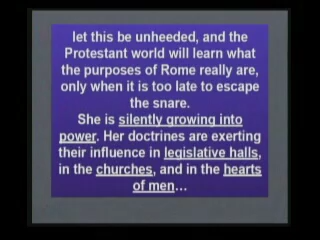 let this be unheeded, and the
Protestant world will learn what
the purposes of Rome really are,
only when it is too late to escape
the snare.
She is silently growing into
power. Her doctrines are exerting
their influence in legislative halls,
in the churches, and in the hearts
of men…